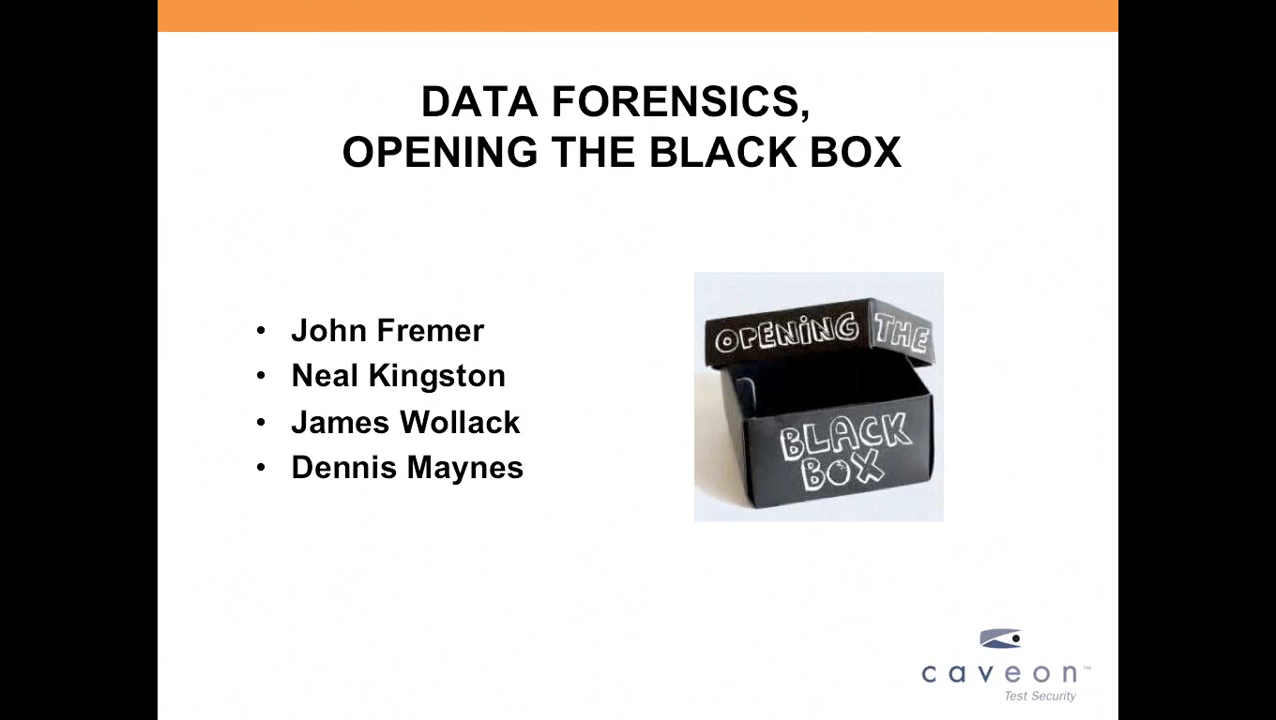 DATA FORENSICS,
OPENING THE BLACK BOX
• John Fremer
• Neal Kingston
• James Wollack
• Dennis Maynes
OPENING THE
BLACK
BOX
caveon™
Test Security